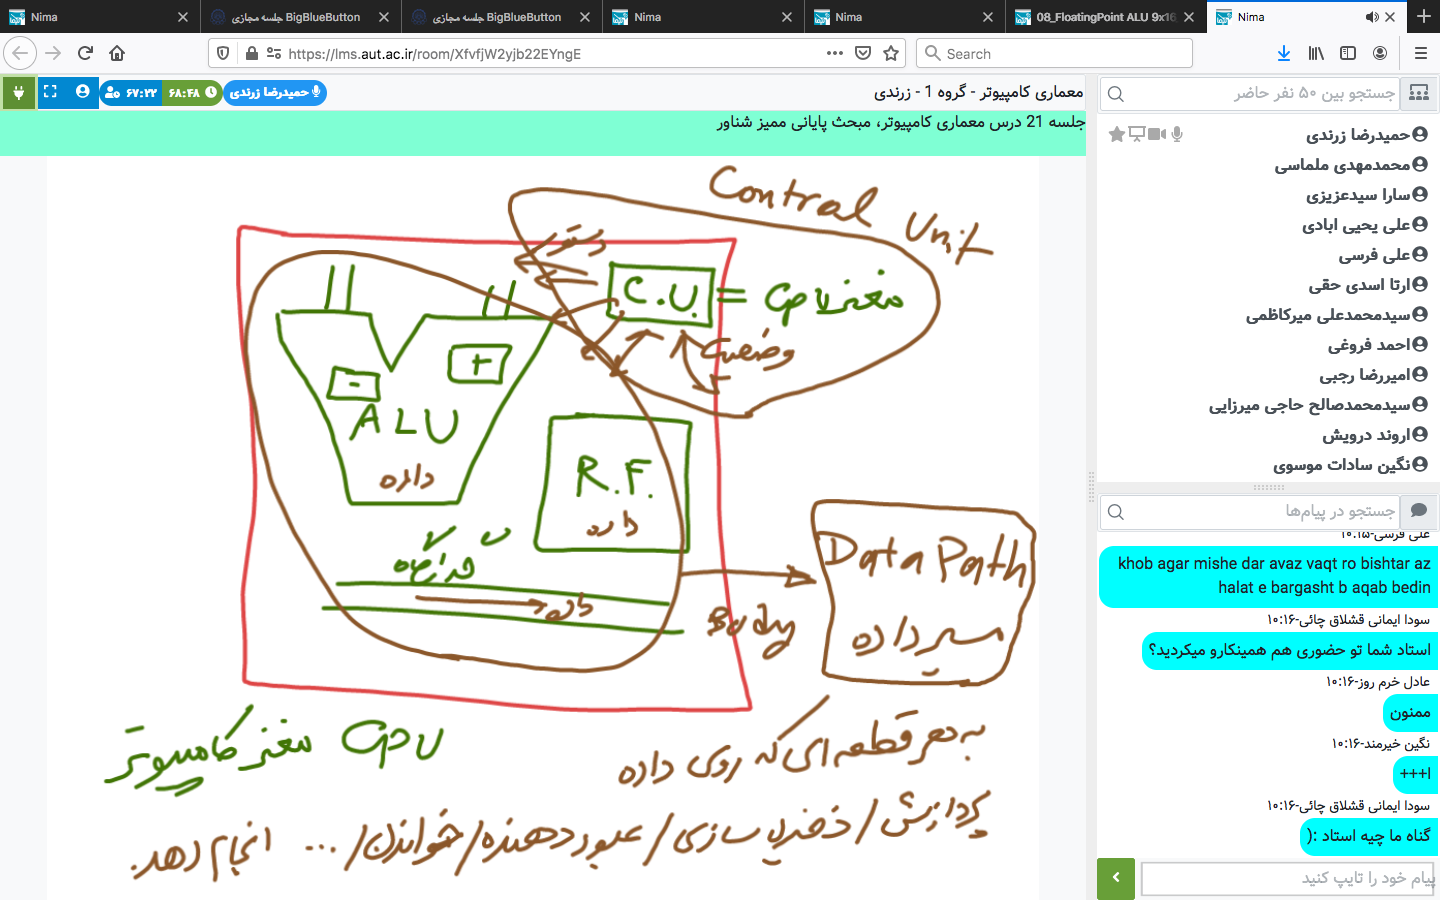 Nima
جلسه مجازی BigBlueButton
جلسه مجازی BigBlueButton
Nima
Nima
08_FloatingPoint ALU 9x16
Nima
https://lms.aut.ac.ir/room/XfvfjW2yjb22EYngE
Search
۶۷:۲۲
۶۸:۴۸
حمیدرضا زرندی
معماری کامپیوتر - گروه 1 - زرندی
جلسه 21 درس معماری کامپیوتر، مبحث پایانی ممیز شناور
Control Unit
دستور
C.U. = مغز CPU
وضعیت
+
-
ALU
داده
R.F.
داده
گذرگاه
داده
Body
Data Path
مسیر داده
مغز کامپیوتر CPU
به هر قطعه ای که روی داده
پردازش / ذخیره سازی / عبور دهنده / خواندن / ... انجام دهد.
جستجو بین ۵۰ نفر حاضر
حمیدرضا زرندی
محمدمهدی ملماسی
سارا سیدعزیزی
علی یحیی ابادی
علی فرسی
ارتا اسدی حقی
سیدمحمدعلی میرکاظمی
احمد فروغی
امیررضا رجبی
سیدمحمدصالح حاجی میرزایی
اروند درویش
نگین سادات موسوی
جستجو در پیام‌ها
علی فرسی-۱۰:۱۵
khob agar mishe dar avaz vaqt ro bishtar az
halat e bargasht b aqab bedin
سودا ایمانی قشلاق چائی-۱۰:۱۶
استاد شما تو حضوری هم همینکارو میکردید؟
عادل خرم روز-۱۰:۱۶
ممنون
نگین خیرمند-۱۰:۱۶
ا+++
سودا ایمانی قشلاق چائی-۱۰:۱۶
گناه ما چیه استاد :(
پیام خود را تایپ کنید